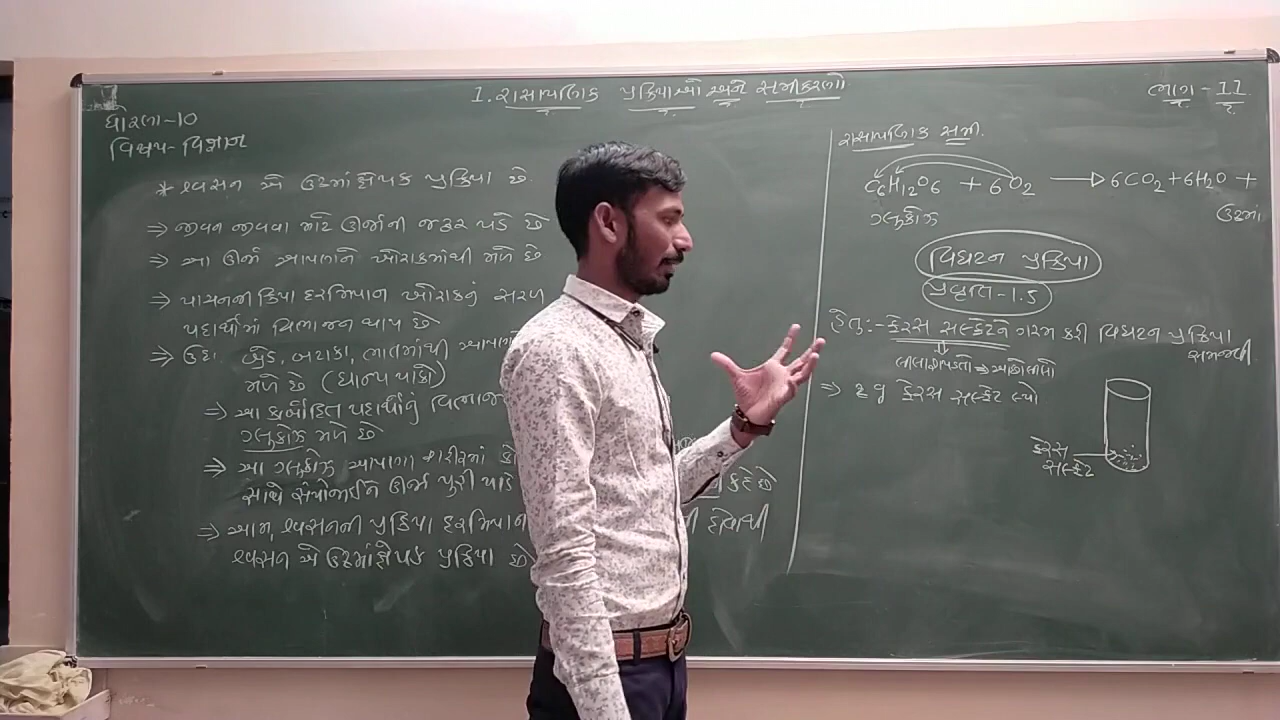 1. રાસાયણિક પ્રક્રિયાઓ અને સમીકરણો
ભાગ - II
ધોરણ-10
વિષય- વિજ્ઞાન
* શ્વસન એ ઉષ્માક્ષેપક પ્રક્રિયા છે.
⇒ જીવન જીવવા માટે ઊર્જાની જરૂર પડે છે
⇒ આ ઊર્જા આપણને ખોરાકમાંથી મળે છે
⇒ પાચનની ક્રિયા દરમિયાન ખોરાકનું સરળ
પદાર્થોમાં વિભાજન થાય છે
⇒ ઉદા. બ્રેડ, બટાકા, ભાતમાંથી
મળે છે (ધાન્ય પાકો)
⇒ આ કાર્બોદિત પદાર્થોનું
ગ્લુકોઝ મળે છે
⇒ આ ગ્લુકોઝ આપણા શરીરમાં
સાથે સંયોજાઈને ઊર્જા પુરી પાડે કહે છે
⇒ આમ, શ્વસનની પ્રક્રિયા દરમિયાન હોવાથી
શ્વસન એ ઉષ્માક્ષેપક પ્રક્રિયા છે
રાસાયણિક સમી.
C6H12O6 + 6O2 → 6CO2 + 6H2O +
ગ્લુકોઝ ઉષ્મા
વિઘટન પ્રક્રિયા
પ્રવૃત્તિ-1.5
હેતુ:- ફેરસ સલ્ફેટને ગરમ કરી વિઘટન પ્રક્રિયા
સમજવી
⇒
⇒ 2 g ફેરસ સલ્ફેટ લ્યો
ફેરસ
સલ્ફેટ